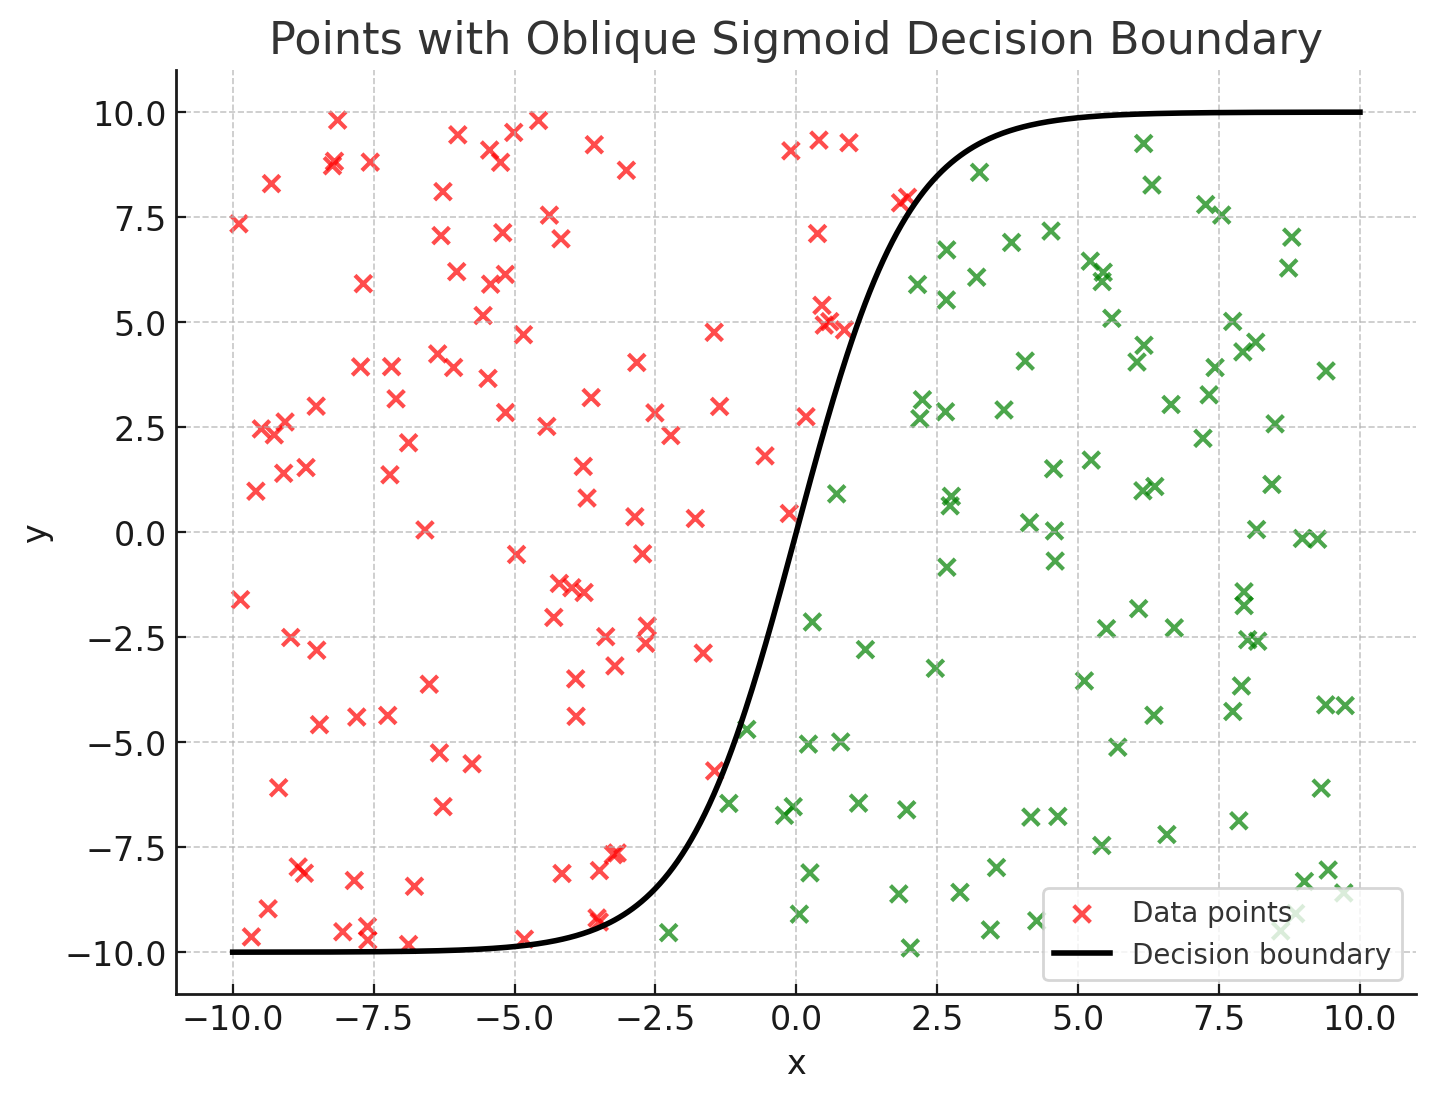 Points with Oblique Sigmoid Decision Boundary
10.0
7.5
5.0
2.5
0.0
−2.5
−5.0
−7.5
−10.0
y
Data points
Decision boundary
−10.0 −7.5 −5.0 −2.5 0.0 2.5 5.0 7.5 10.0
x